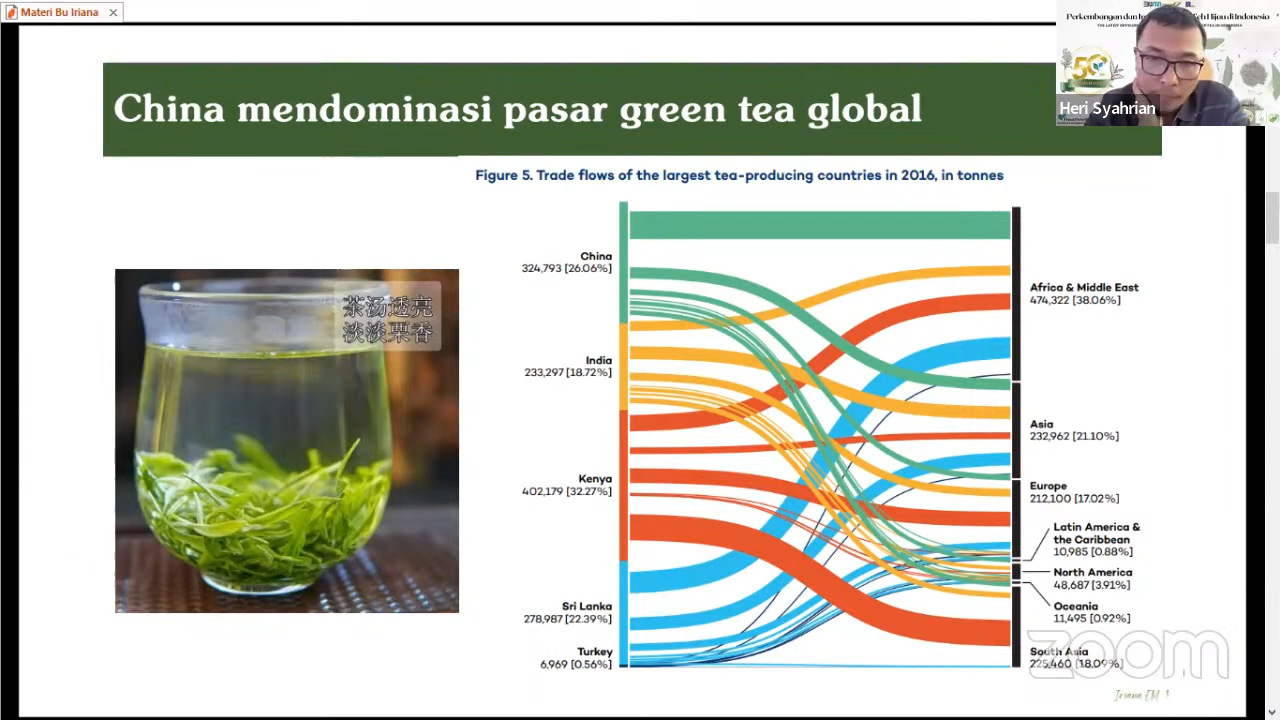 Materi Bu Iriana
China mendominasi pasar green tea global
Heri Syahrian
Figure 5. Trade flows of the largest tea-producing countries in 2016, in tonnes
茶汤透亮
淡淡栗香
China
324,793 [26.06%]
India
233,297 [18.72%]
Kenya
402,179 [32.27%]
Sri Lanka
278,987 [22.39%]
Turkey
6,969 [0.56%]
Africa & Middle East
474,322 [38.06%]
Asia
232,962 [21.10%]
Europe
212,100 [17.02%]
Latin America &
the Caribbean
10,985 [0.88%]
North America
48,687 [3.91%]
Oceania
11,495 [0.92%]
South Asia
225,460 [18.09%]
zoom